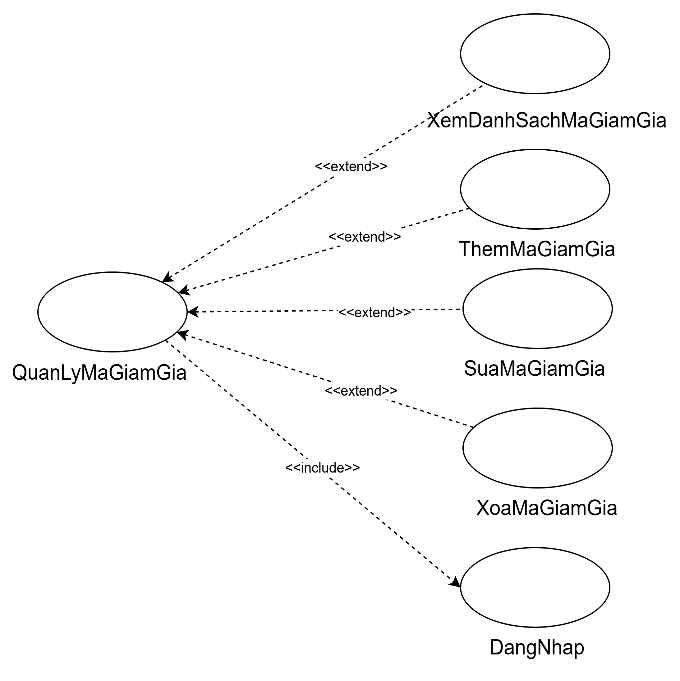 XemDanhSachMaGiamGia
<<extend>>
<<extend>>
ThemMaGiamGia
<<extend>>
QuanLyMaGiamGia
SuaMaGiamGia
<<extend>>
<<include>>
XoaMaGiamGia
DangNhap